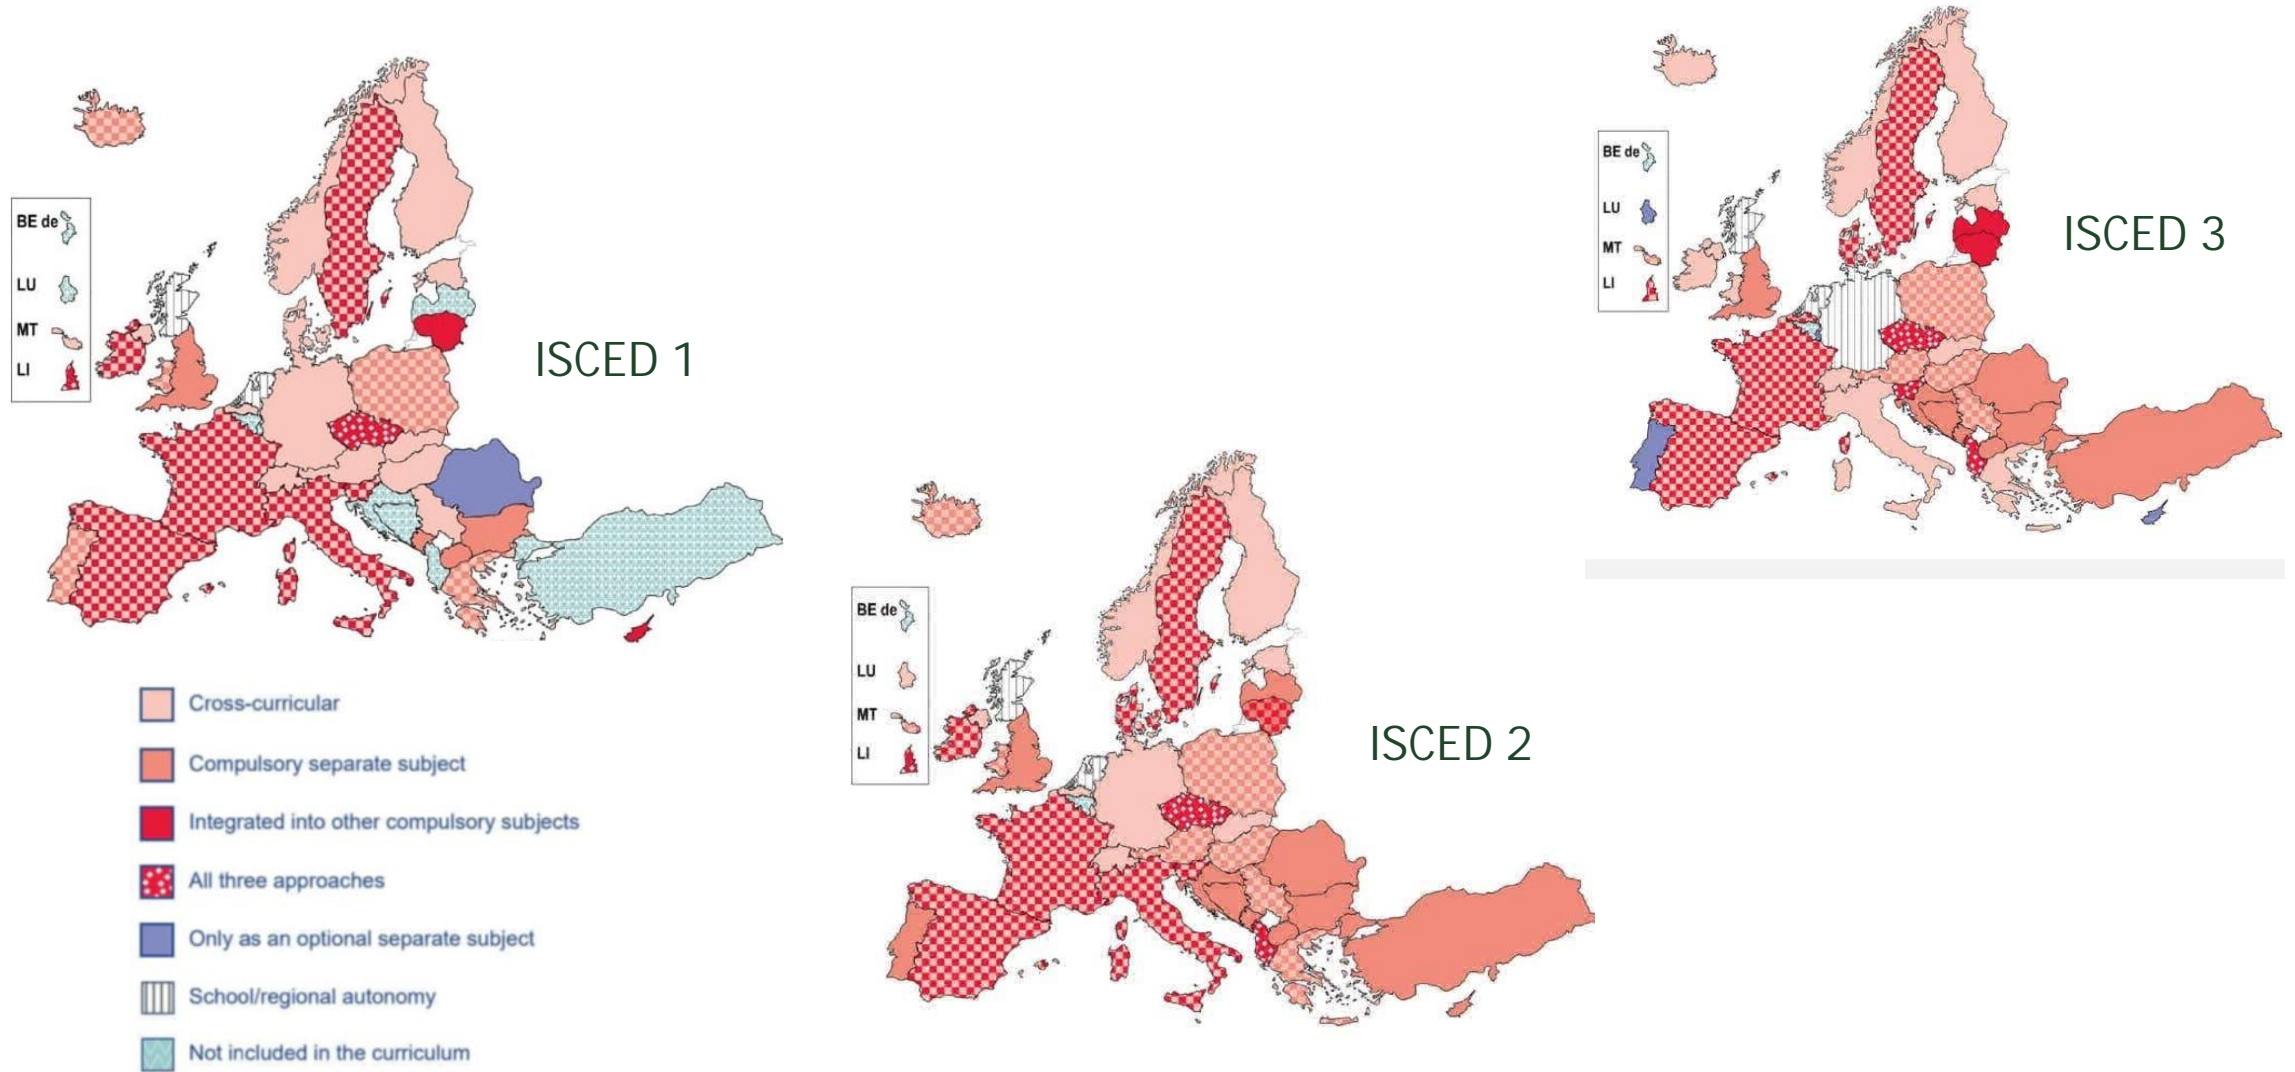 BE de
LU
MT
LI
ISCED 1
Cross-curricular
Compulsory separate subject
Integrated into other compulsory subjects
All three approaches
Only as an optional separate subject
School/regional autonomy
Not included in the curriculum
BE de
LU
MT
LI
ISCED 2
BE de
LU
MT
LI
ISCED 3